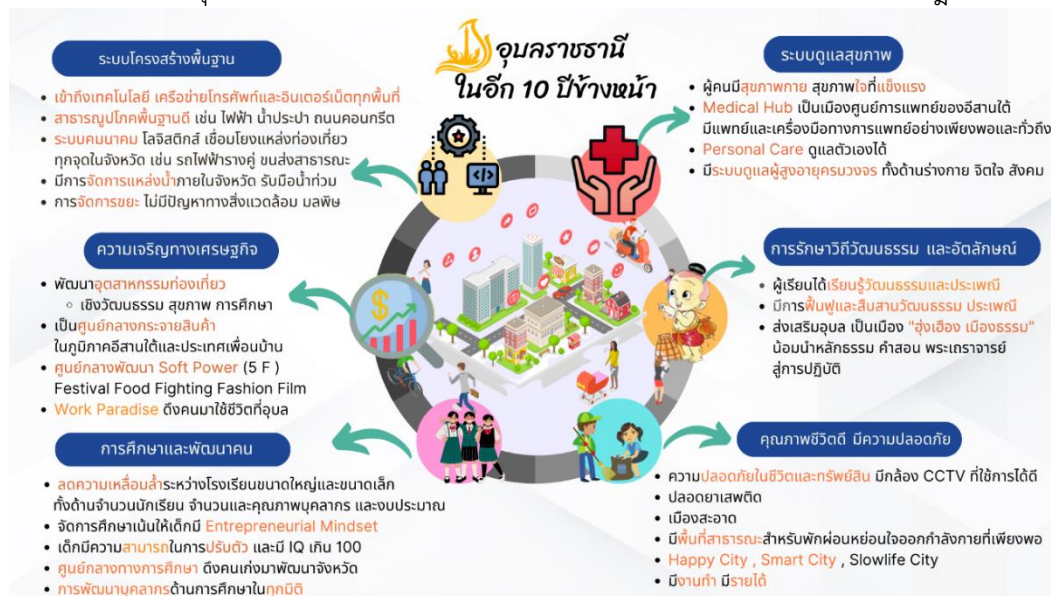 อุบลราชธานี
ในอีก 10 ปีข้างหน้า
ระบบโครงสร้างพื้นฐาน
• เข้าถึงเทคโนโลยี เครือข่ายโทรศัพท์และอินเตอร์เน็ตทุกพื้นที่
• สาธารณูปโภคพื้นฐานดี เช่น ไฟฟ้า น้ำประปา ถนนคอนกรีต
• ระบบคมนาคม โลจิสติกส์ เชื่อมโยงแหล่งท่องเที่ยว
ทุกจุดในจังหวัด เช่น รถไฟฟ้ารางคู่ ขนส่งสาธารณะ
• มีการจัดการแหล่งน้ำภายในจังหวัด รับมือน้ำท่วม
• การจัดการขยะ ไม่มีปัญหาทางสิ่งแวดล้อม มลพิษ
ความเจริญทางเศรษฐกิจ
• พัฒนาอุตสาหกรรมท่องเที่ยว
○ เชิงวัฒนธรรม สุขภาพ การศึกษา
• เป็นศูนย์กลางกระจายสินค้า
ในภูมิภาคอีสานใต้และประเทศเพื่อนบ้าน
• ศูนย์กลางพัฒนา Soft Power (5 F )
Festival Food Fighting Fashion Film
• Work Paradise ดึงคนมาใช้ชีวิตที่อุบล
การศึกษาและพัฒนาคน
• ลดความเหลื่อมล้ำระหว่างโรงเรียนขนาดใหญ่และขนาดเล็ก
ทั้งด้านจำนวนนักเรียน จำนวนและคุณภาพบุคลากร และงบประมาณ
• จัดการศึกษาเน้นให้เด็กมี Entrepreneurial Mindset
• เด็กมีความสามารถในการปรับตัว และมี IQ เกิน 100
• ศูนย์กลางทางการศึกษา ดึงคนเก่งมาพัฒนาจังหวัด
• การพัฒนาบุคลากรด้านการศึกษาในทุกมิติ
ระบบดูแลสุขภาพ
• ผู้คนมีสุขภาพกาย สุขภาพใจที่แข็งแรง
• Medical Hub เป็นเมืองศูนย์การแพทย์ของอีสานใต้
มีแพทย์และเครื่องมือทางการแพทย์อย่างเพียงพอและทั่วถึง
• Personal Care ดูแลตัวเองได้
• มีระบบดูแลผู้สูงอายุครบวงจร ทั้งด้านร่างกาย จิตใจ สังคม
การรักษาวิถีวัฒนธรรม และอัตลักษณ์
• ผู้เรียนได้เรียนรู้วัฒนธรรมและประเพณี
• มีการฟื้นฟูและสืบสานวัฒนธรรม ประเพณี
• ส่งเสริมอุบล เป็นเมือง "ฮุ่งเฮือง เมืองธรรม"
น้อมนำหลักธรรม คำสอน พระเถราจารย์
สู่การปฏิบัติ
คุณภาพชีวิตดี มีความปลอดภัย
• ความปลอดภัยในชีวิตและทรัพย์สิน มีกล้อง CCTV ที่ใช้การได้ดี
• ปลอดยาเสพติด
• เมืองสะอาด
• มีพื้นที่สาธารณะสำหรับพักผ่อนหย่อนใจออกกำลังกายที่เพียงพอ
• Happy City , Smart City , Slowlife City
• มีงานทำ มีรายได้